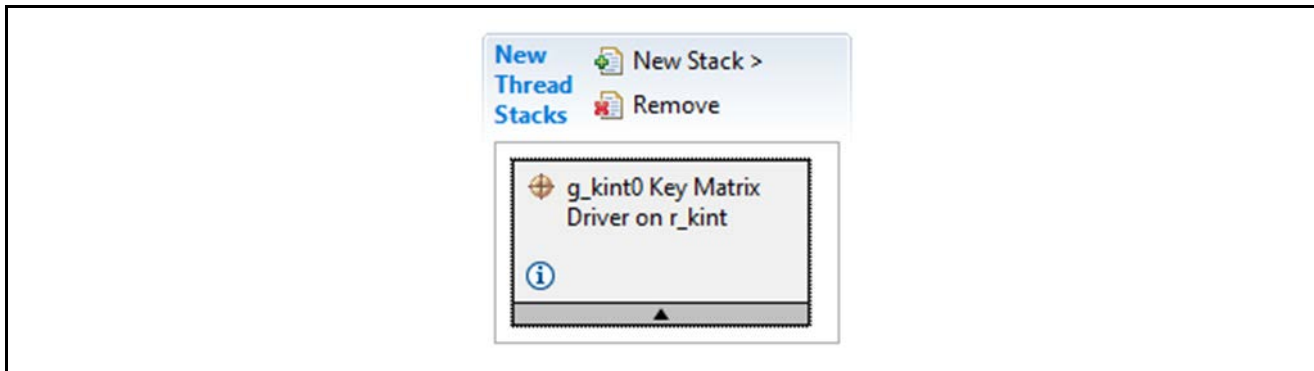 New
Thread
Stacks
New Stack >
Remove
g_kint0 Key Matrix
Driver on r_kint